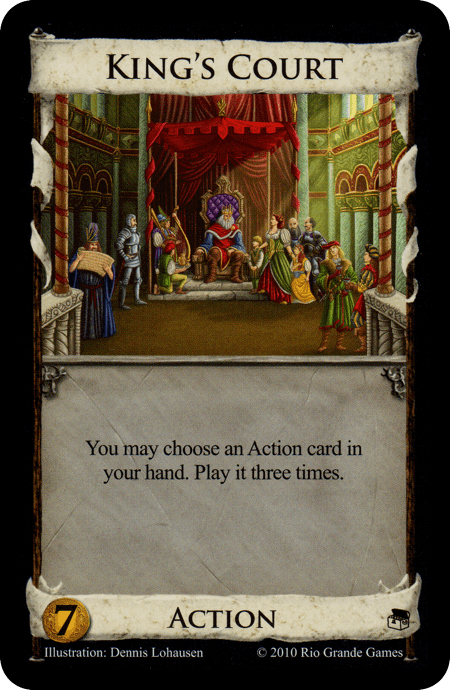 KING'S COURT
You may choose an Action card in
your hand. Play it three times.
7
ACTION
Illustration: Dennis Lohausen
© 2010 Rio Grande Games